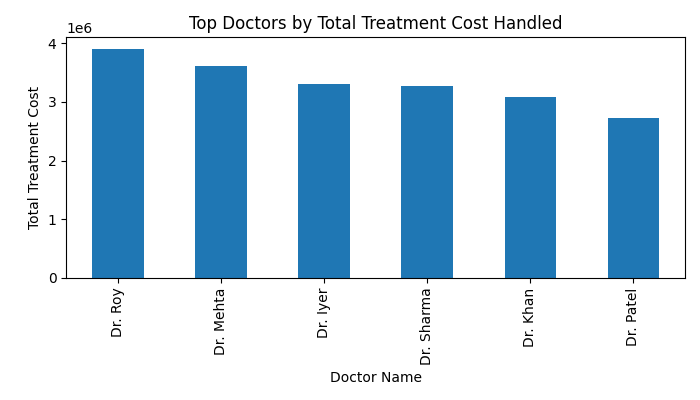 Top Doctors by Total Treatment Cost Handled
1e6
4
3
2
1
0
Total Treatment Cost
Dr. Roy
Dr. Mehta
Dr. Iyer
Dr. Sharma
Dr. Khan
Dr. Patel
Doctor Name